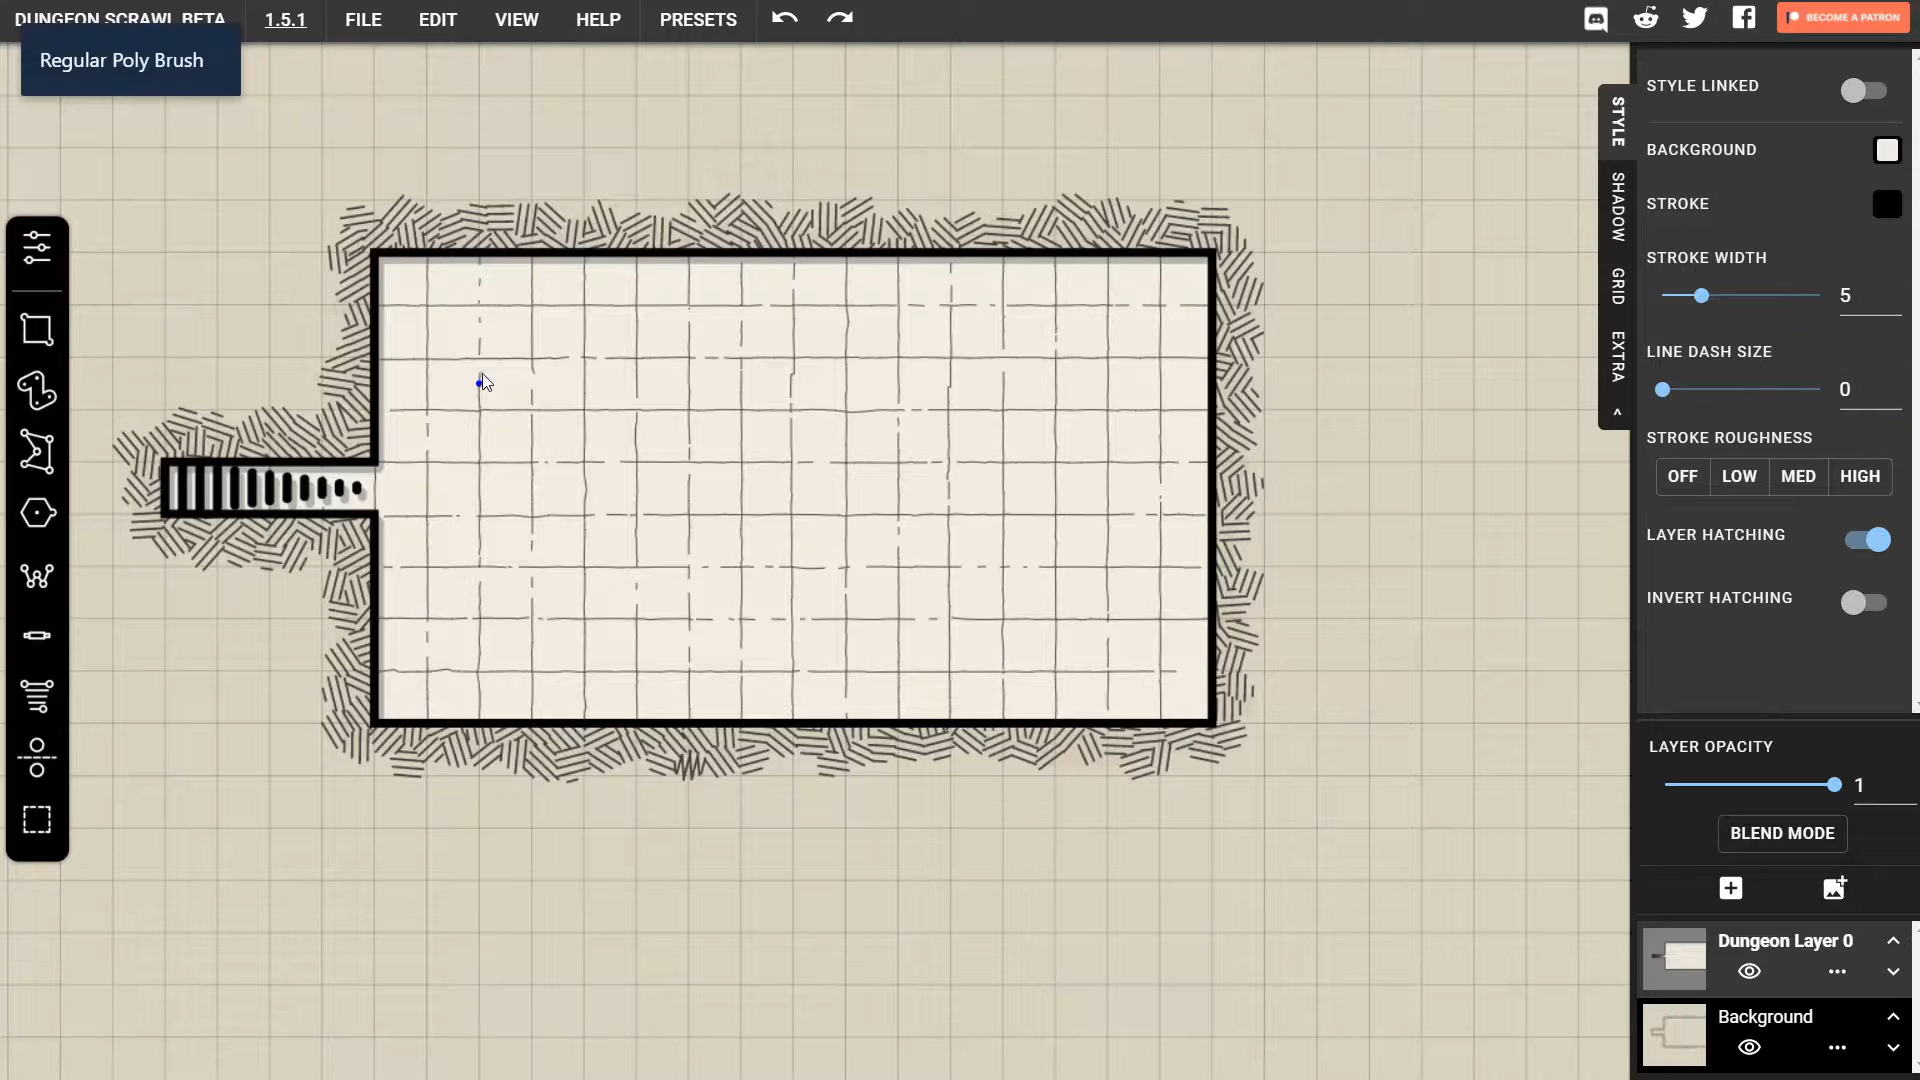 DUNGEON SCRAWL BETA
1.5.1
FILE
EDIT
VIEW
HELP
PRESETS
BECOME A PATRON
Regular Poly Brush
STYLE
SHADOW
GRID
EXTRA
STYLE LINKED
BACKGROUND
STROKE
STROKE WIDTH
5
LINE DASH SIZE
0
STROKE ROUGHNESS
OFF
LOW
MED
HIGH
LAYER HATCHING
INVERT HATCHING
LAYER OPACITY
1
BLEND MODE
Dungeon Layer 0
Background